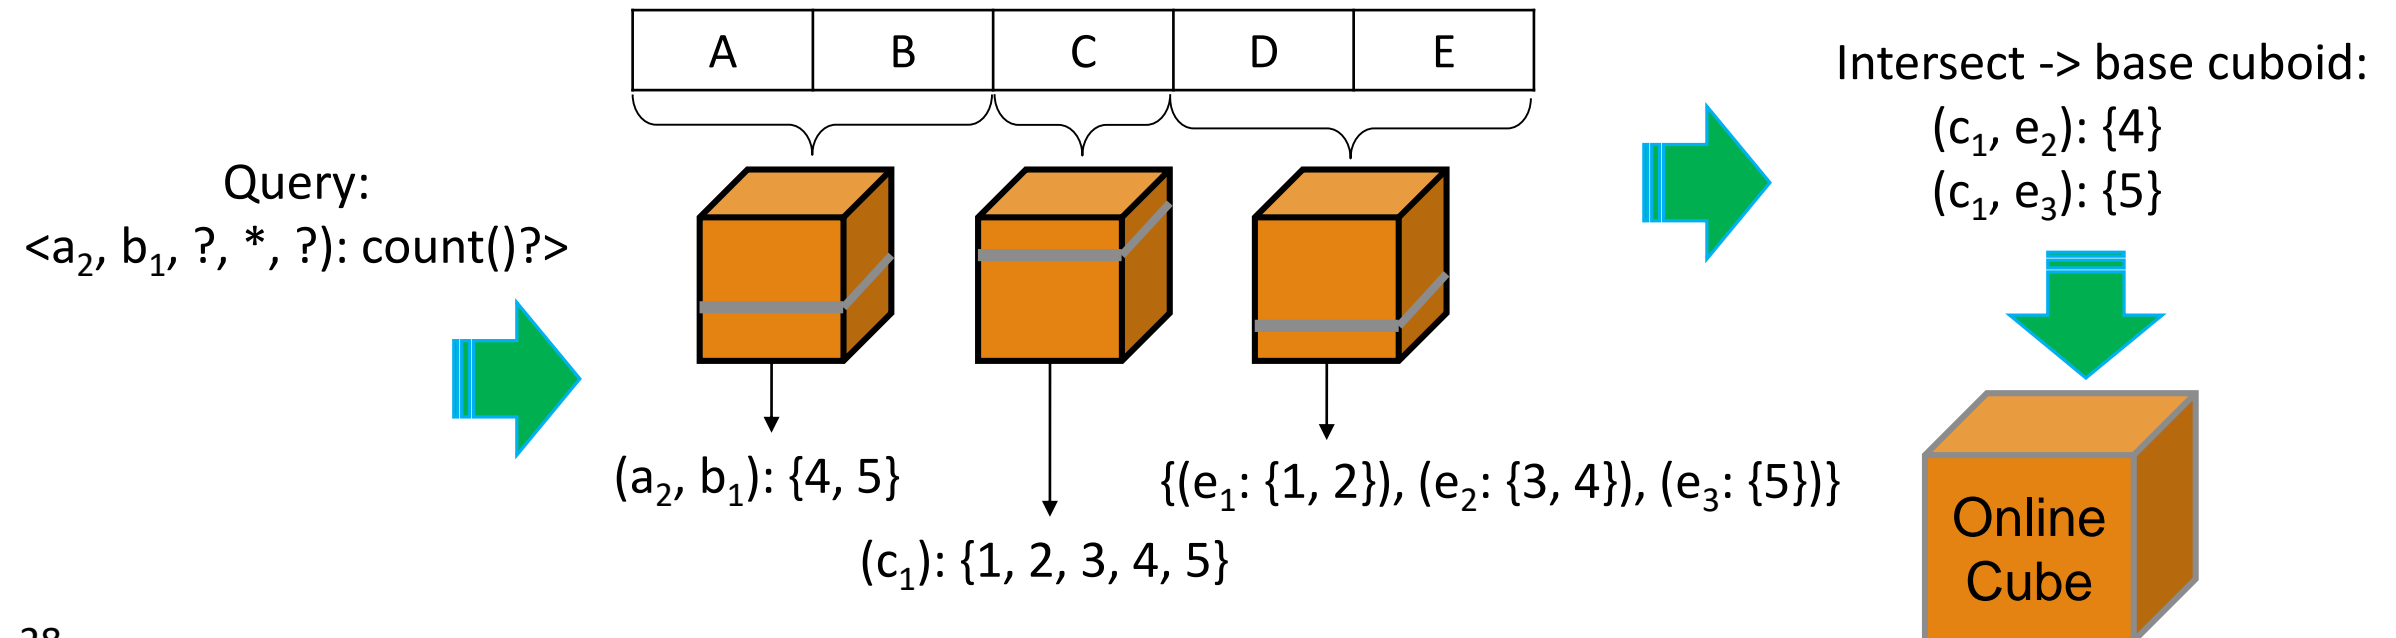 A B C D E
Intersect -> base cuboid:
(c₁, e₂): {4}
(c₁, e₃): {5}
Query:
<a₂, b₁, ?, *, ?): count()?>
(a₂, b₁): {4, 5}
{(e₁: {1, 2}), (e₂: {3, 4}), (e₃: {5})}
(c₁): {1, 2, 3, 4, 5}
Online
Cube